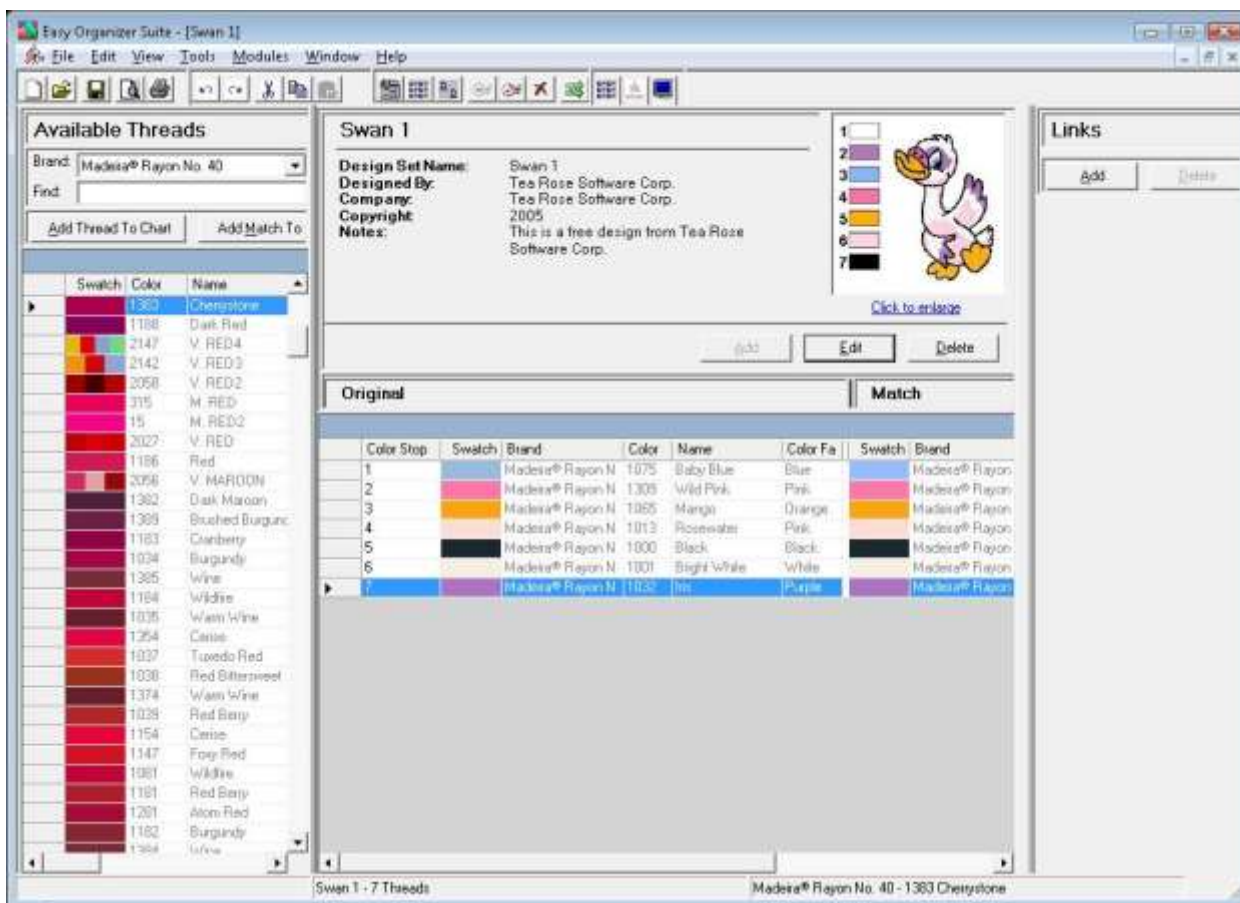 Easy Organizer Suite - [Swan 1]
File Edit View Tools Modules Window Help
Available Threads
Brand: Madeira® Rayon No. 40
Find:
Add Thread To Chart Add Match To
Swatch Color Name
1383 Cherrystone
1188 Dark Red
2147 V. RED4
2142 V. RED3
2058 V. RED2
315 M. RED
15 M. RED2
2027 V. RED
1186 Red
2056 V. MAROON
1382 Dark Maroon
1389 Brushed Burgunc
1183 Cranberry
1034 Burgundy
1385 Wine
1184 Wildfire
1035 Warm Wine
1354 Cerise
1037 Tuxedo Red
1038 Red Bittersweet
1374 Warm Wine
1039 Red Berry
1154 Cerise
1147 Foxy Red
1081 Wildfire
1181 Red Berry
1281 Atom Red
1182 Burgundy
1384 Wine
Swan 1
Design Set Name: Swan 1
Designed By: Tea Rose Software Corp.
Company: Tea Rose Software Corp.
Copyright 2005
Notes: This is a free design from Tea Rose
Software Corp.
1
2
3
4
5
6
7
Click to enlarge
Add Edit Delete
Original Match
Color Stop Swatch Brand Color Name Color Fa Swatch Brand
1 Madeira® Rayon N 1075 Baby Blue Blue Madeira® Rayon
2 Madeira® Rayon N 1309 Wild Pink Pink Madeira® Rayon
3 Madeira® Rayon N 1065 Mango Orange Madeira® Rayon
4 Madeira® Rayon N 1013 Rosewater Pink Madeira® Rayon
5 Madeira® Rayon N 1000 Black Black Madeira® Rayon
6 Madeira® Rayon N 1001 Bright White White Madeira® Rayon
7 Madeira® Rayon N 1032 Iris Purple Madeira® Rayon
Links
Add Delete
Swan 1 - 7 Threads
Madeira® Rayon No. 40 - 1383 Cherrystone